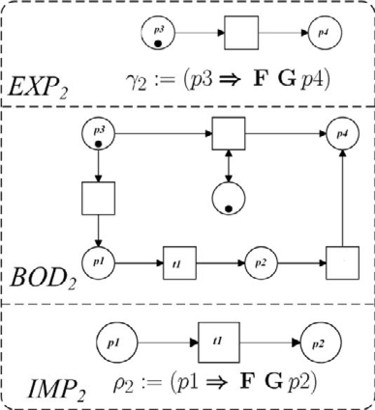 p3
p4
EXP₂
γ₂ := (p3 ⇛ F G p4)
p3
p4
p1
t1
p2
BOD₂
p1
t1
p2
IMP₂
ρ₂ := (p1 ⇛ F G p2)